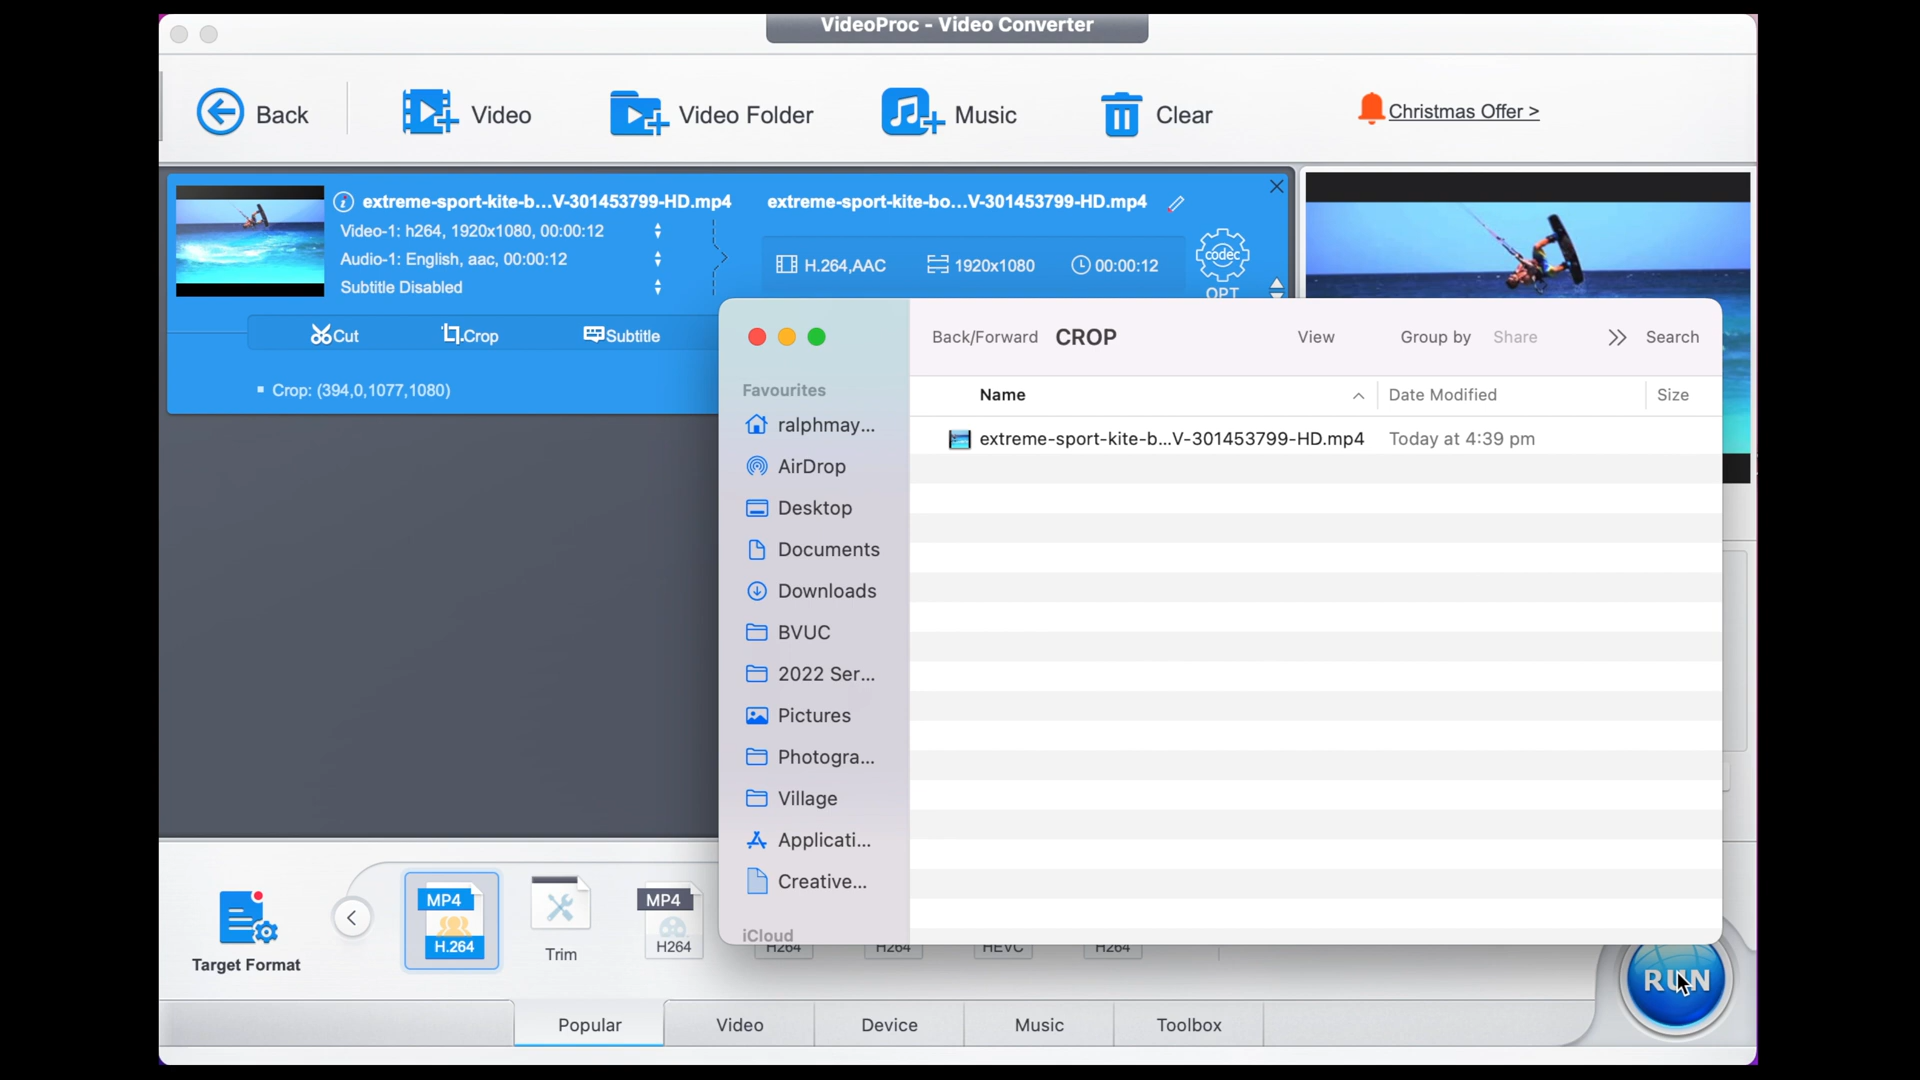 VideoProc - Video Converter
Back
Video
Video Folder
Music
Clear
Christmas Offer >
extreme-sport-kite-b...V-301453799-HD.mp4
Video-1: h264, 1920x1080, 00:00:12
Audio-1: English, aac, 00:00:12
Subtitle Disabled
extreme-sport-kite-bo...V-301453799-HD.mp4
H.264,AAC
1920x1080
00:00:12
codec
OPT
Cut
Crop
Subtitle
Crop: (394,0,1077,1080)
Back/Forward
CROP
View
Group by
Share
Search
Favourites
ralphmay...
AirDrop
Desktop
Documents
Downloads
BVUC
2022 Ser...
Pictures
Photogra...
Village
Applicati...
Creative...
iCloud
Name
Date Modified
Size
extreme-sport-kite-b...V-301453799-HD.mp4
Today at 4:39 pm
Target Format
MP4
H.264
Trim
MP4
H264
H264
H264
HEVC
H264
RUN
Popular
Video
Device
Music
Toolbox